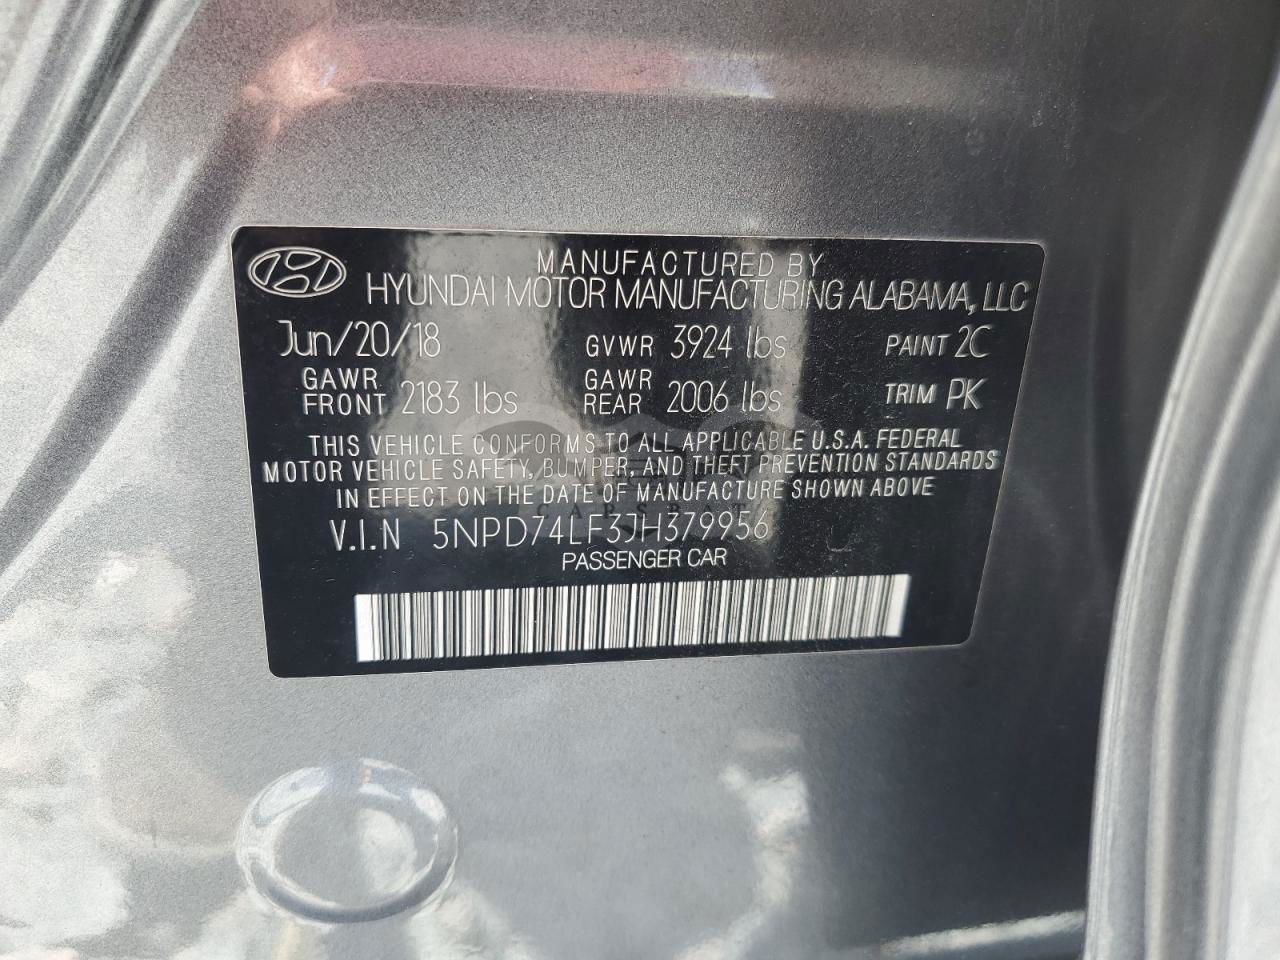 MANUFACTURED BY
HYUNDAI MOTOR MANUFACTURING ALABAMA, LLC
Jun/20/18 GVWR 3924 lbs PAINT 2C
GAWR FRONT 2183 lbs GAWR REAR 2006 lbs TRIM PK
THIS VEHICLE CONFORMS TO ALL APPLICABLE U.S.A. FEDERAL
MOTOR VEHICLE SAFETY, BUMPER, AND THEFT PREVENTION STANDARDS
IN EFFECT ON THE DATE OF MANUFACTURE SHOWN ABOVE
CARSBAT
V.I.N 5NPD74LF3JH379956
PASSENGER CAR